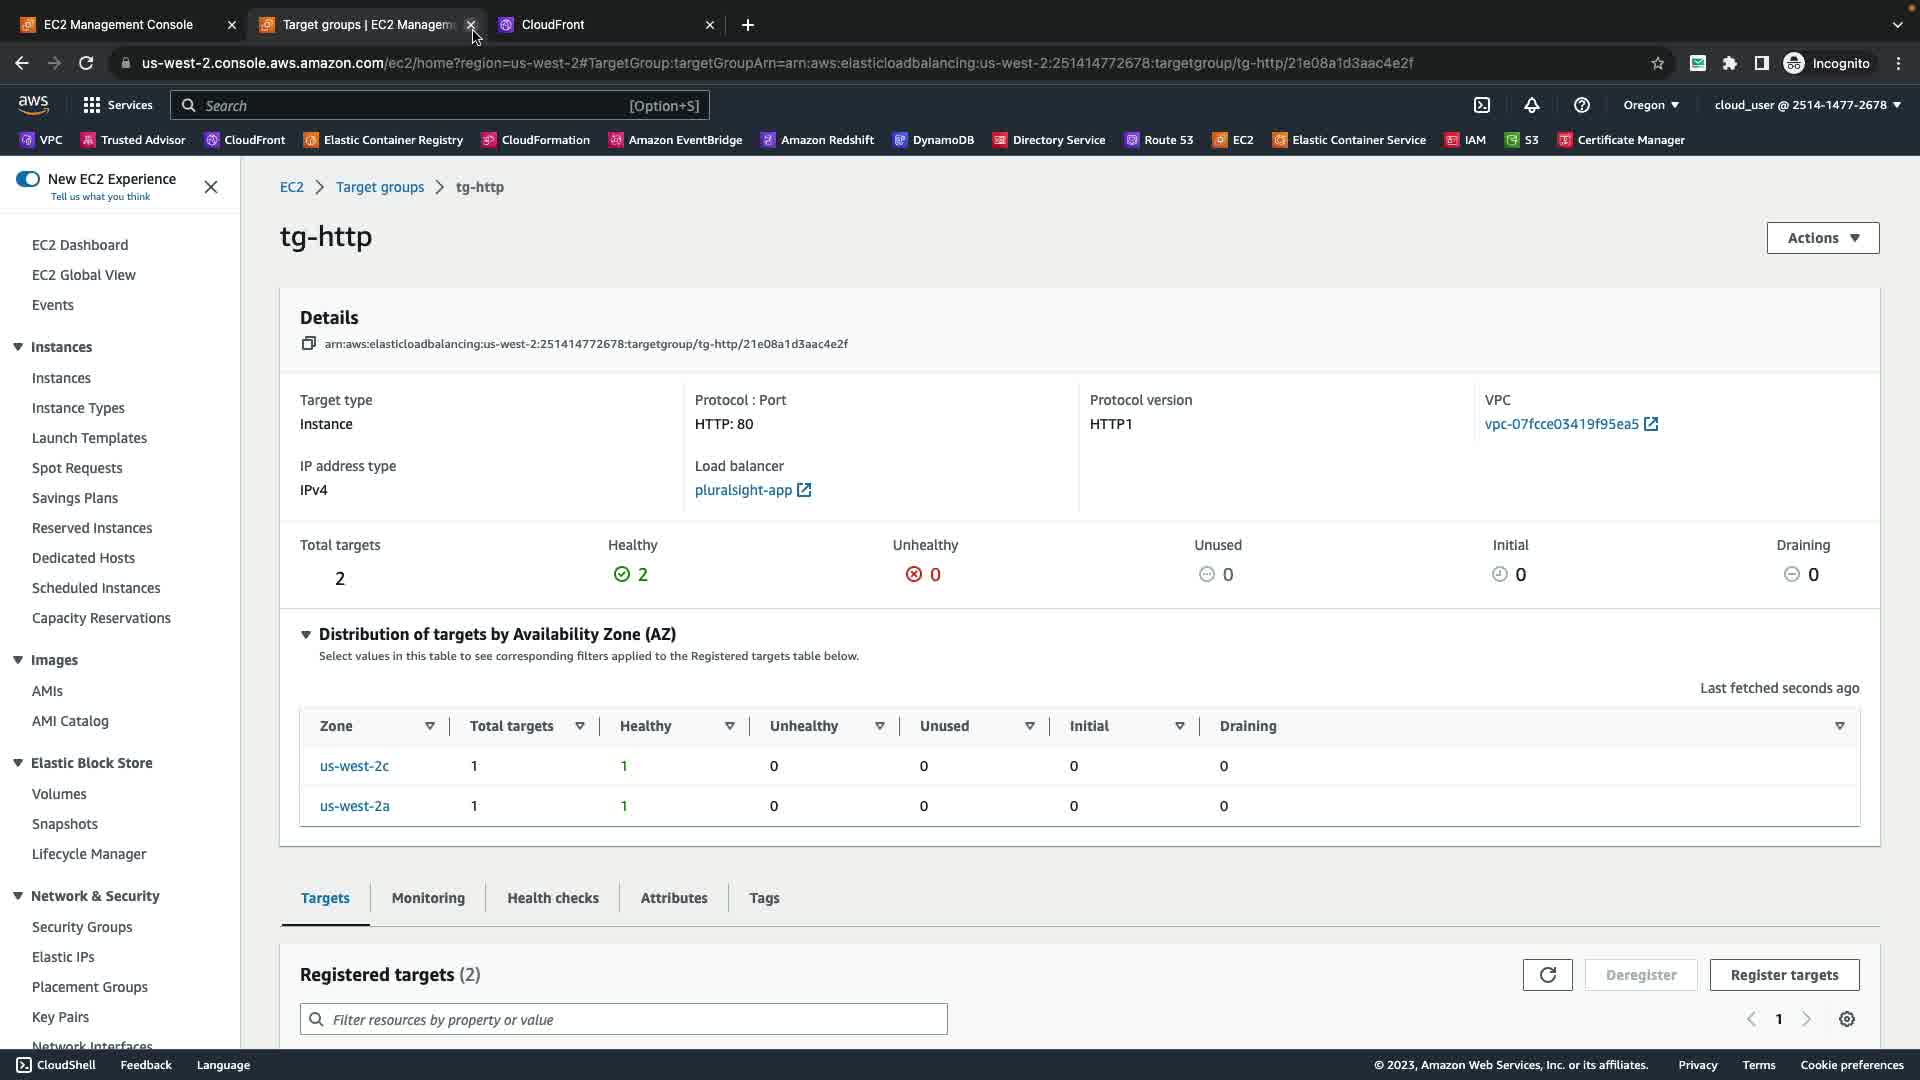 EC2 Management Console
Target groups | EC2 Managem
CloudFront
us-west-2.console.aws.amazon.com/ec2/home?region=us-west-2#TargetGroup:targetGroupArn=arn:aws:elasticloadbalancing:us-west-2:251414772678:targetgroup/tg-http/21e08a1d3aac4e2f
Incognito
aws
Services
Search
[Option+S]
Oregon
cloud_user @ 2514-1477-2678
VPC
Trusted Advisor
CloudFront
Elastic Container Registry
CloudFormation
Amazon EventBridge
Amazon Redshift
DynamoDB
Directory Service
Route 53
EC2
Elastic Container Service
IAM
S3
Certificate Manager
New EC2 Experience
Tell us what you think
EC2 Dashboard
EC2 Global View
Events
Instances
Instances
Instance Types
Launch Templates
Spot Requests
Savings Plans
Reserved Instances
Dedicated Hosts
Scheduled Instances
Capacity Reservations
Images
AMIs
AMI Catalog
Elastic Block Store
Volumes
Snapshots
Lifecycle Manager
Network & Security
Security Groups
Elastic IPs
Placement Groups
Key Pairs
Network Interfaces
EC2 > Target groups > tg-http
tg-http
Actions
Details
arn:aws:elasticloadbalancing:us-west-2:251414772678:targetgroup/tg-http/21e08a1d3aac4e2f
Target type
Instance
Protocol : Port
HTTP: 80
Protocol version
HTTP1
VPC
vpc-07fcce03419f95ea5
IP address type
IPv4
Load balancer
pluralsight-app
Total targets
2
Healthy
2
Unhealthy
0
Unused
0
Initial
0
Draining
0
Distribution of targets by Availability Zone (AZ)
Select values in this table to see corresponding filters applied to the Registered targets table below.
Last fetched seconds ago
Zone Total targets Healthy Unhealthy Unused Initial Draining
us-west-2c 1 1 0 0 0 0
us-west-2a 1 1 0 0 0 0
Targets
Monitoring
Health checks
Attributes
Tags
Registered targets (2)
Deregister
Register targets
Filter resources by property or value
1
CloudShell
Feedback
Language
© 2023, Amazon Web Services, Inc. or its affiliates.
Privacy
Terms
Cookie preferences